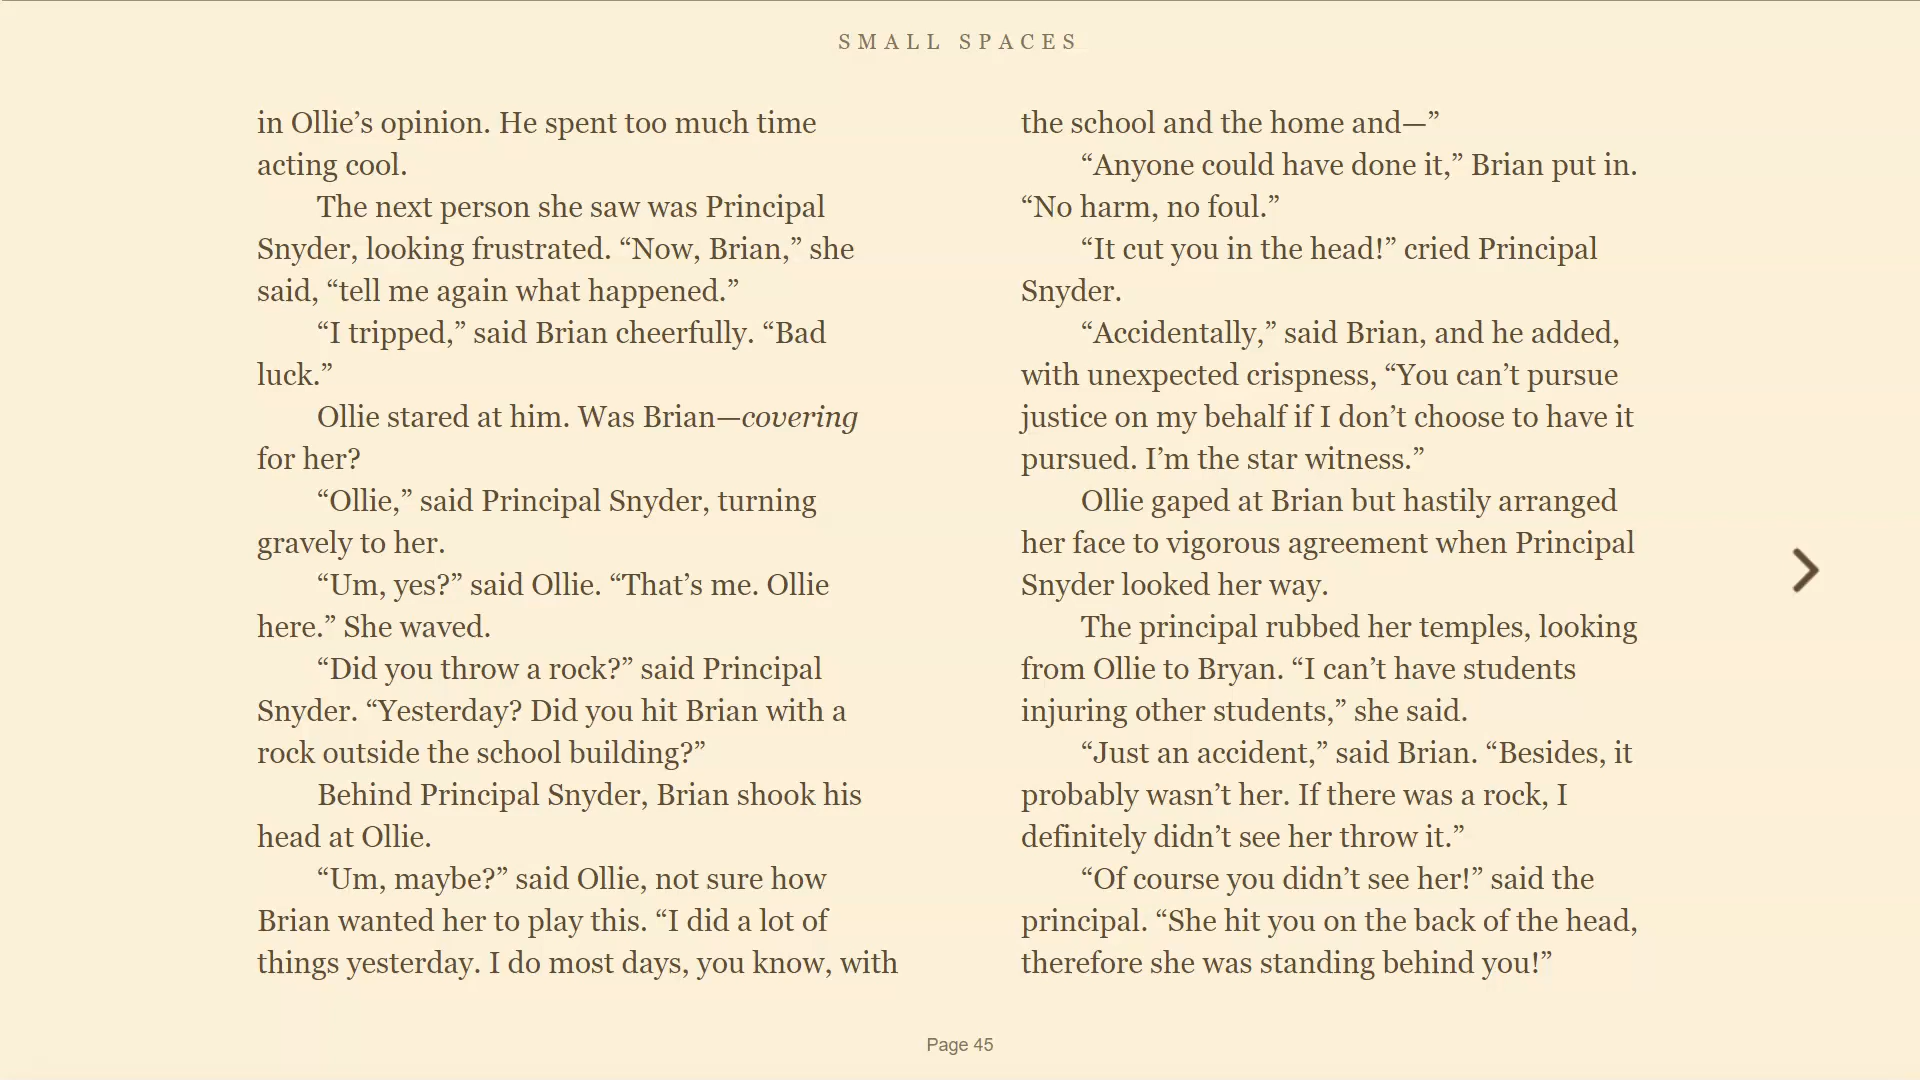 SMALL SPACES
in Ollie’s opinion. He spent too much time
acting cool.
The next person she saw was Principal
Snyder, looking frustrated. “Now, Brian,” she
said, “tell me again what happened.”
“I tripped,” said Brian cheerfully. “Bad
luck.”
Ollie stared at him. Was Brian—covering
for her?
“Ollie,” said Principal Snyder, turning
gravely to her.
“Um, yes?” said Ollie. “That’s me. Ollie
here.” She waved.
“Did you throw a rock?” said Principal
Snyder. “Yesterday? Did you hit Brian with a
rock outside the school building?”
Behind Principal Snyder, Brian shook his
head at Ollie.
“Um, maybe?” said Ollie, not sure how
Brian wanted her to play this. “I did a lot of
things yesterday. I do most days, you know, with
the school and the home and—”
“Anyone could have done it,” Brian put in.
“No harm, no foul.”
“It cut you in the head!” cried Principal
Snyder.
“Accidentally,” said Brian, and he added,
with unexpected crispness, “You can’t pursue
justice on my behalf if I don’t choose to have it
pursued. I’m the star witness.”
Ollie gaped at Brian but hastily arranged
her face to vigorous agreement when Principal
Snyder looked her way.
The principal rubbed her temples, looking
from Ollie to Bryan. “I can’t have students
injuring other students,” she said.
“Just an accident,” said Brian. “Besides, it
probably wasn’t her. If there was a rock, I
definitely didn’t see her throw it.”
“Of course you didn’t see her!” said the
principal. “She hit you on the back of the head,
therefore she was standing behind you!”
Page 45